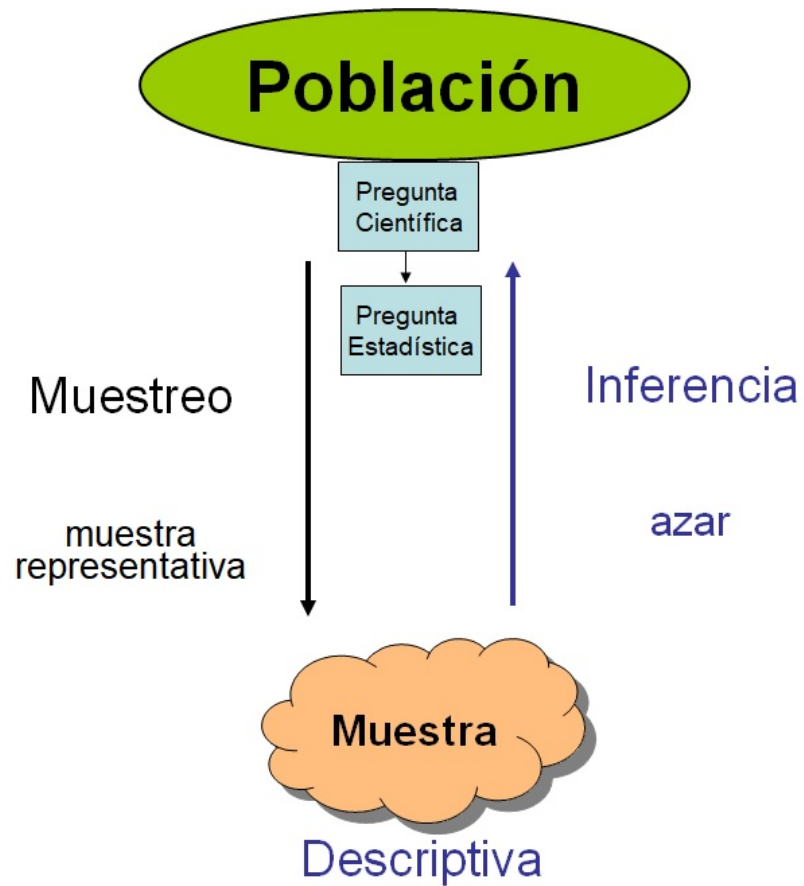 Población
Pregunta
Científica
Pregunta
Estadística
Muestreo
Inferencia
muestra
representativa
azar
Muestra
Descriptiva